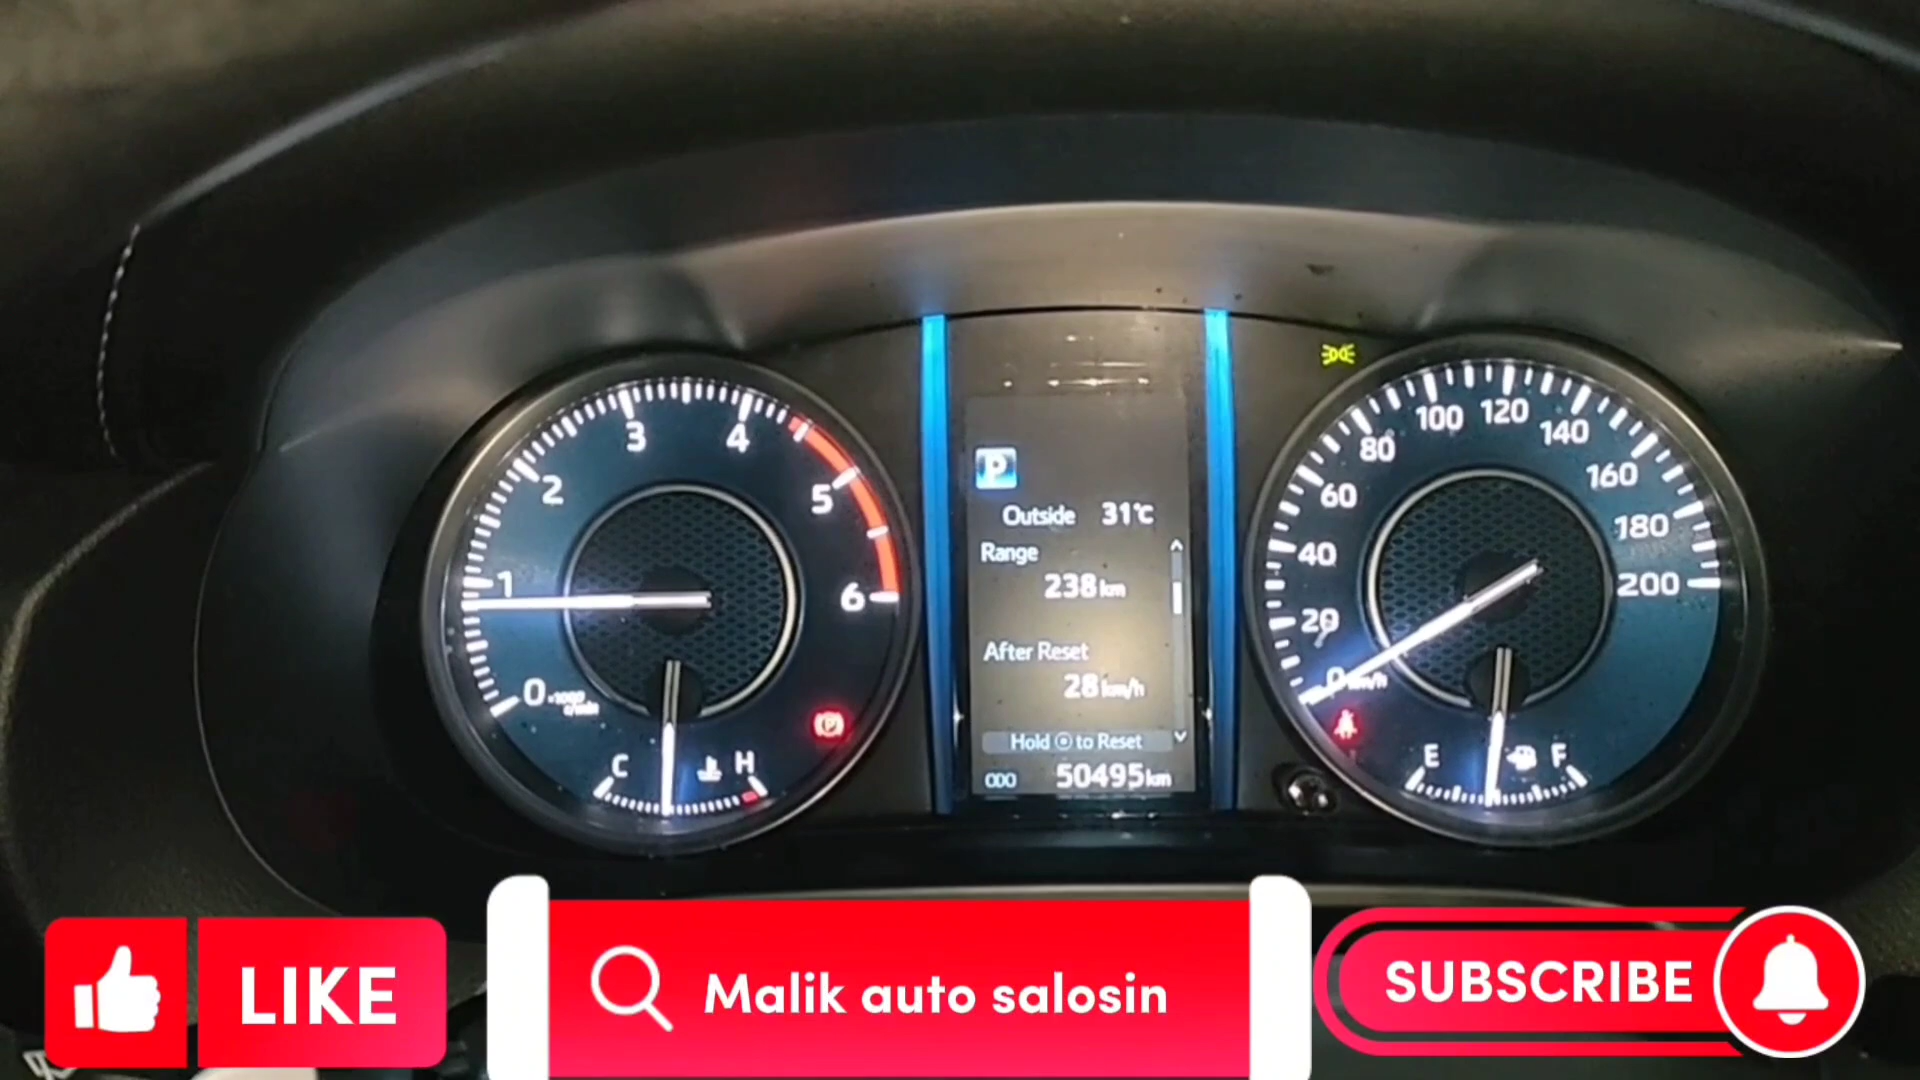 0
1
2
3
4
5
6
×1000
r/min
C
H
P
Outside 31°C
Range
238 km
After Reset
28 km/h
Hold ⦿ to Reset
ODO 50495 km
0
km/h
20
40
60
80
100
120
140
160
180
200
E
F
LIKE
Malik auto salosin
SUBSCRIBE